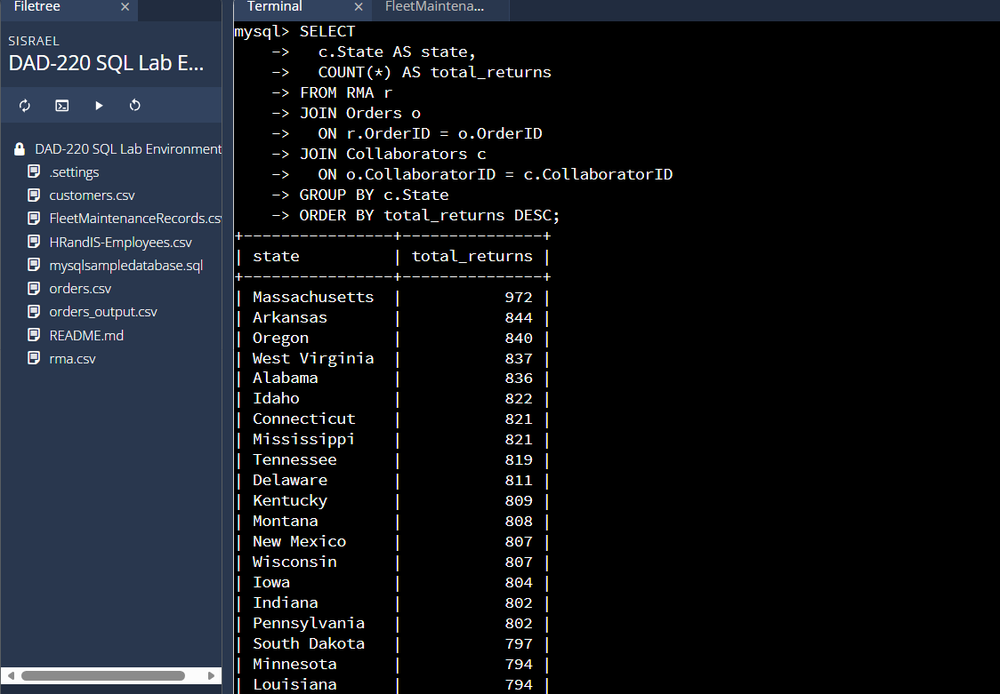 Filetree ×
SISRAEL
DAD-220 SQL Lab E...
DAD-220 SQL Lab Environment
.settings
customers.csv
FleetMaintenanceRecords.csv
HRandIS-Employees.csv
mysqlsampledatabase.sql
orders.csv
orders_output.csv
README.md
rma.csv
Terminal × FleetMaintena...
mysql> SELECT
    ->   c.State AS state,
    ->   COUNT(*) AS total_returns
    -> FROM RMA r
    -> JOIN Orders o
    ->   ON r.OrderID = o.OrderID
    -> JOIN Collaborators c
    ->   ON o.CollaboratorID = c.CollaboratorID
    -> GROUP BY c.State
    -> ORDER BY total_returns DESC;
+----------------+---------------+
| state          | total_returns |
+----------------+---------------+
| Massachusetts  |           972 |
| Arkansas       |           844 |
| Oregon         |           840 |
| West Virginia  |           837 |
| Alabama        |           836 |
| Idaho          |           822 |
| Connecticut    |           821 |
| Mississippi    |           821 |
| Tennessee      |           819 |
| Delaware       |           811 |
| Kentucky       |           809 |
| Montana        |           808 |
| New Mexico     |           807 |
| Wisconsin      |           807 |
| Iowa           |           804 |
| Indiana        |           802 |
| Pennsylvania   |           802 |
| South Dakota   |           797 |
| Minnesota      |           794 |
| Louisiana      |           794 |